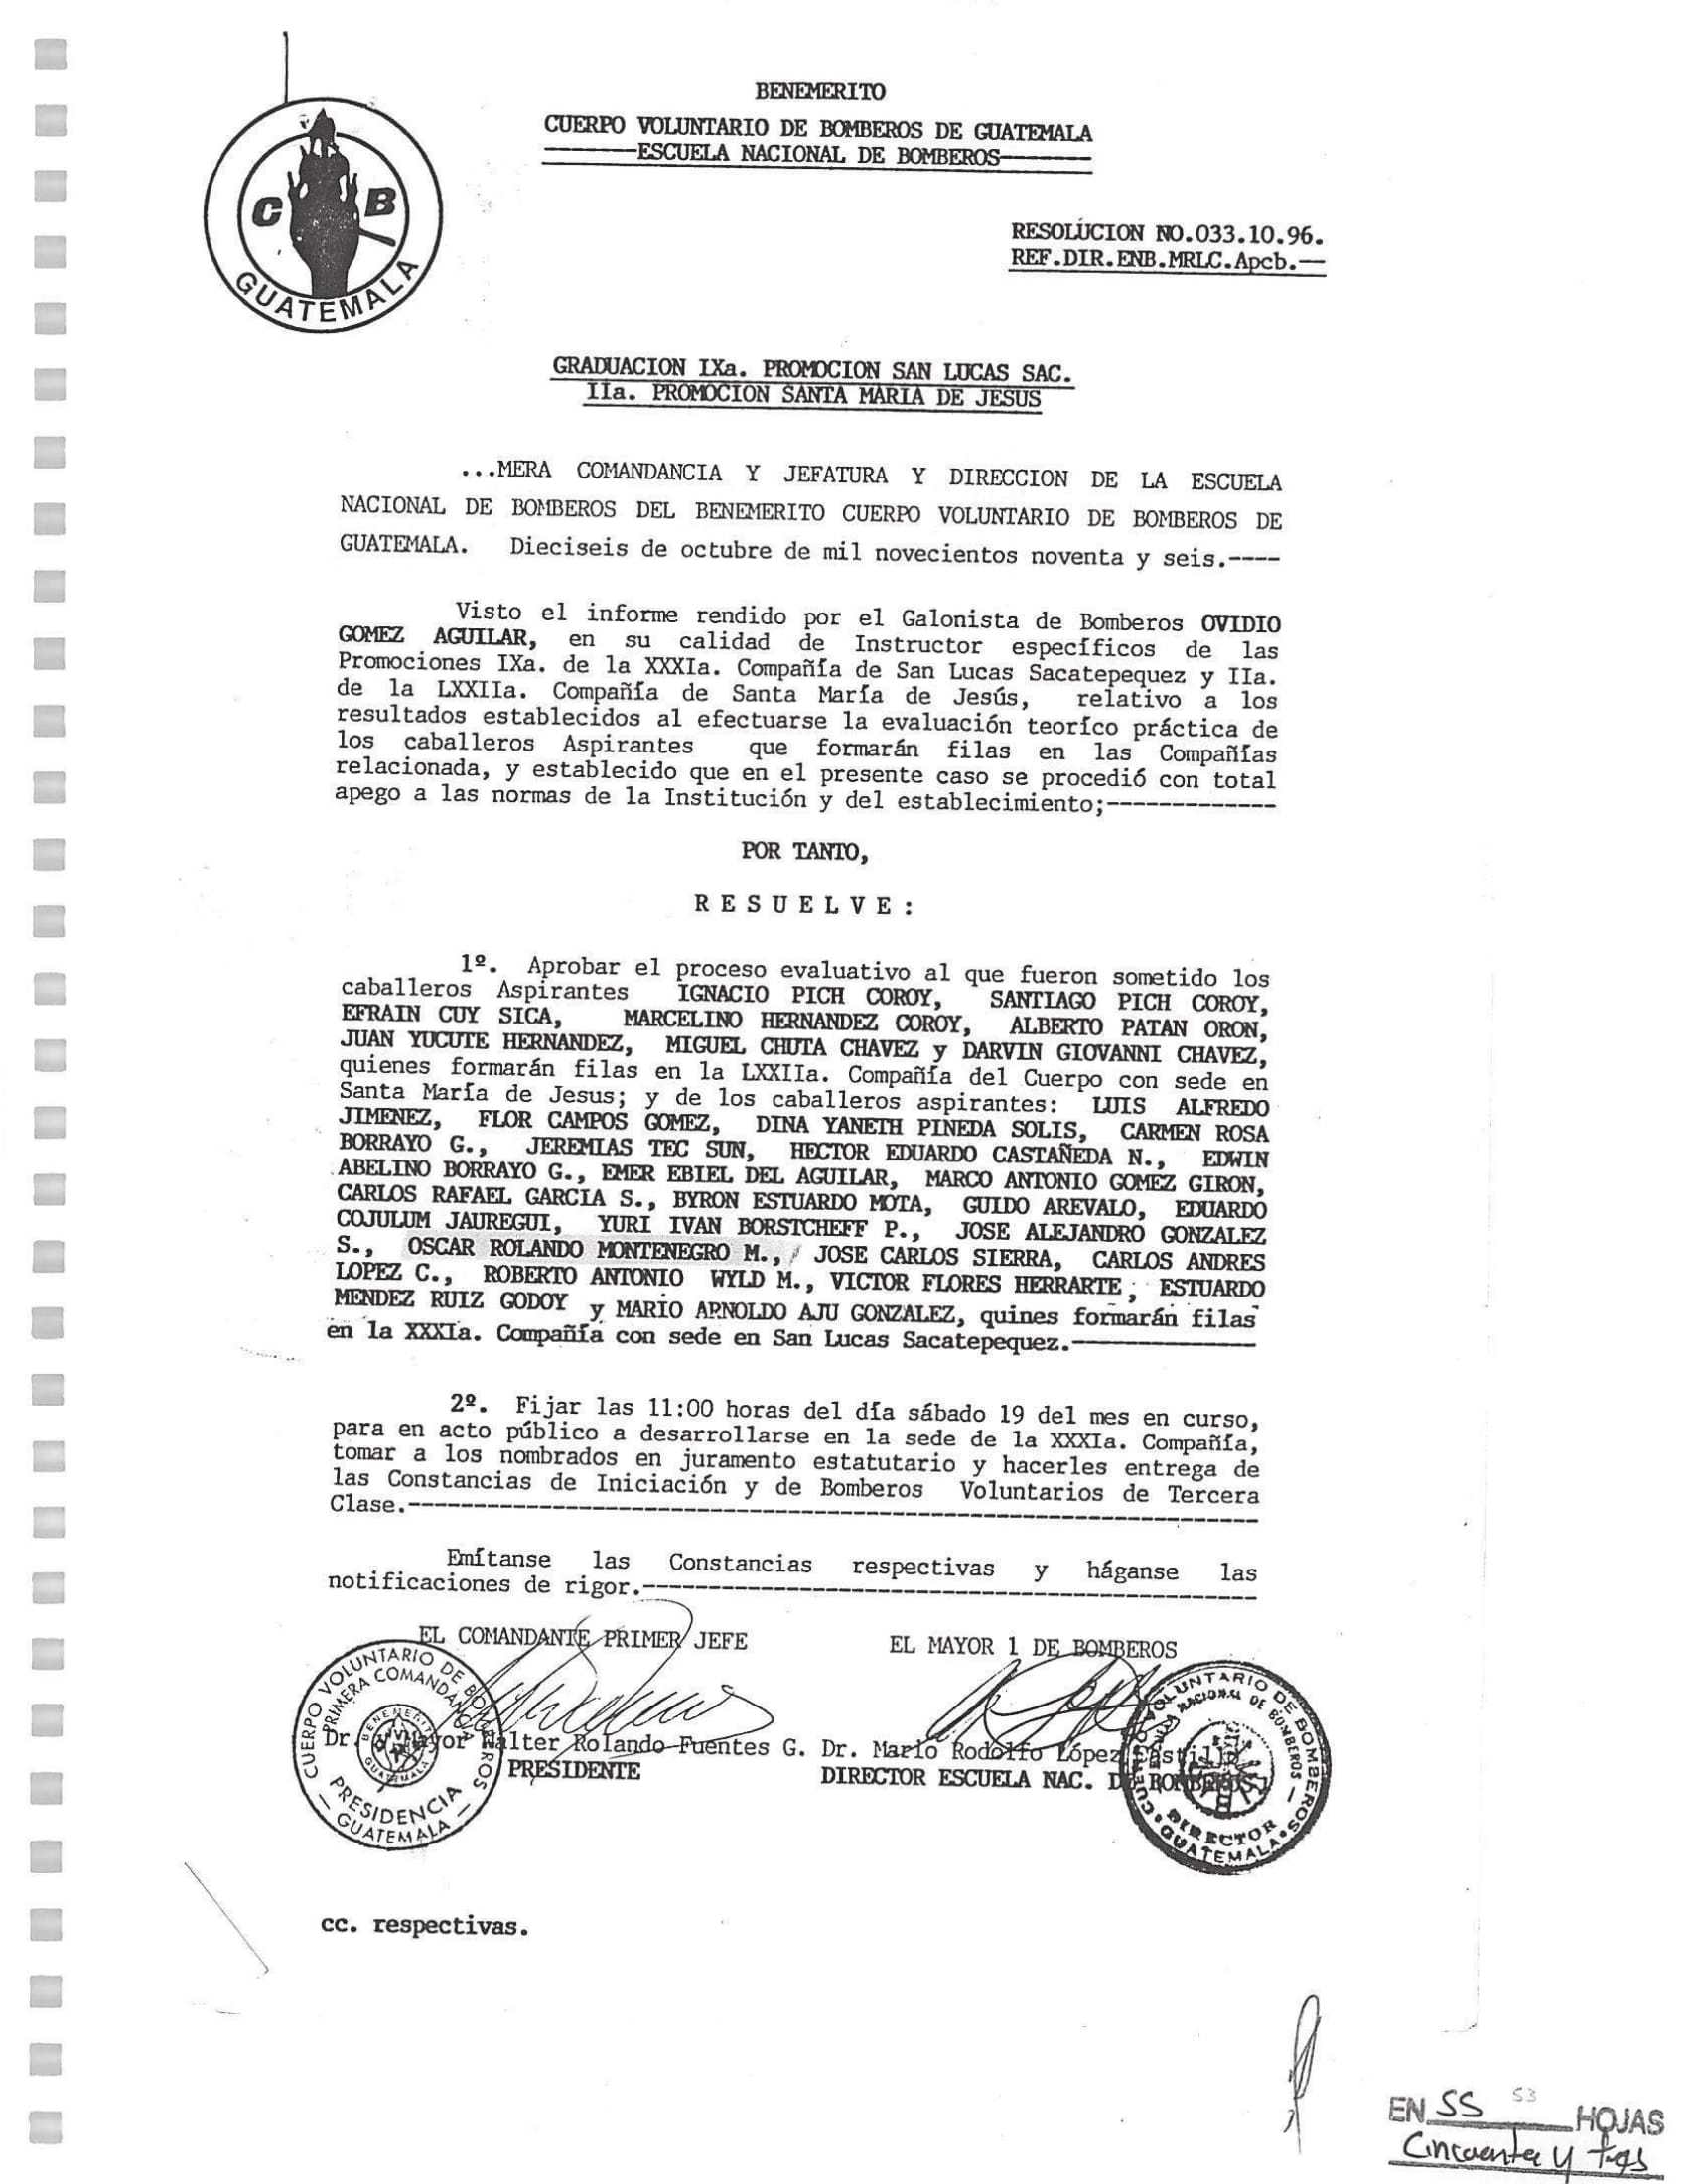 BENEMERITO
CUERPO VOLUNTARIO DE BOMBEROS DE GUATEMALA
ESCUELA NACIONAL DE BOMBEROS
C B
GUATEMALA
RESOLUCION NO.033.10.96.
REF.DIR.ENB.MRLC.Apcb.—
GRADUACION IXa. PROMOCION SAN LUCAS SAC.
IIa. PROMOCION SANTA MARIA DE JESUS
...MERA COMANDANCIA Y JEFATURA Y DIRECCION DE LA ESCUELA
NACIONAL DE BOMBEROS DEL BENEMERITO CUERPO VOLUNTARIO DE BOMBEROS DE
GUATEMALA. Dieciseis de octubre de mil novecientos noventa y seis.----
Visto el informe rendido por el Galonista de Bomberos OVIDIO
GOMEZ AGUILAR, en su calidad de Instructor específicos de las
Promociones IXa. de la XXXIa. Compañía de San Lucas Sacatepequez y IIa.
de la LXXIIa. Compañía de Santa María de Jesús, relativo a los
resultados establecidos al efectuarse la evaluación teoríco práctica de
los caballeros Aspirantes que formarán filas en las Compañías
relacionada, y establecido que en el presente caso se procedió con total
apego a las normas de la Institución y del establecimiento;-------------
POR TANTO,
R E S U E L V E :
1º. Aprobar el proceso evaluativo al que fueron sometido los
caballeros Aspirantes IGNACIO PICH COROY, SANTIAGO PICH COROY,
EFRAIN CUY SICA, MARCELINO HERNANDEZ COROY, ALBERTO PATAN ORON,
JUAN YUCUTE HERNANDEZ, MIGUEL CHUTA CHAVEZ y DARVIN GIOVANNI CHAVEZ,
quienes formarán filas en la LXXIIa. Compañía del Cuerpo con sede en
Santa María de Jesus; y de los caballeros aspirantes: LUIS ALFREDO
JIMENEZ, FLOR CAMPOS GOMEZ, DINA YANETH PINEDA SOLIS, CARMEN ROSA
BORRAYO G., JEREMIAS TEC SUN, HECTOR EDUARDO CASTAÑEDA N., EDWIN
ABELINO BORRAYO G., EMER EBIEL DEL AGUILAR, MARCO ANTONIO GOMEZ GIRON,
CARLOS RAFAEL GARCIA S., BYRON ESTUARDO MOTA, GUIDO AREVALO, EDUARDO
COJULUM JAUREGUI, YURI IVAN BORSTCHEFF P., JOSE ALEJANDRO GONZALEZ
S., OSCAR ROLANDO MONTENEGRO M., JOSE CARLOS SIERRA, CARLOS ANDRES
LOPEZ C., ROBERTO ANTONIO WYLD M., VICTOR FLORES HERRARTE, ESTUARDO
MENDEZ RUIZ GODOY y MARIO ARNOLDO AJU GONZALEZ, quines formarán filas
en la XXXIa. Compañía con sede en San Lucas Sacatepequez.——————
2º. Fijar las 11:00 horas del día sábado 19 del mes en curso,
para en acto público a desarrollarse en la sede de la XXXIa. Compañía,
tomar a los nombrados en juramento estatutario y hacerles entrega de
las Constancias de Iniciación y de Bomberos Voluntarios de Tercera
Clase.----------------------------------------------------------------
Emítanse las Constancias respectivas y háganse las
notificaciones de rigor.----------------------------------------------
EL COMANDANTE PRIMER JEFE EL MAYOR 1 DE BOMBEROS
Dr. Mayor Walter Rolando Fuentes G. Dr. Mario Rodolfo López Castillo
PRESIDENTE DIRECTOR ESCUELA NAC. DE BOMBEROS
CUERPO VOLUNTARIO DE BOMBEROS
PRIMERA COMANDANCIA
BENEMERITO
GUATEMALA
PRESIDENCIA
— GUATEMALA —
CUERPO VOLUNTARIO DE BOMBEROS
NACIONAL DE BOMBEROS
DIRECTOR
GUATEMALA
cc. respectivas.
EN SS 53 HOJAS
Cincuenta y tres